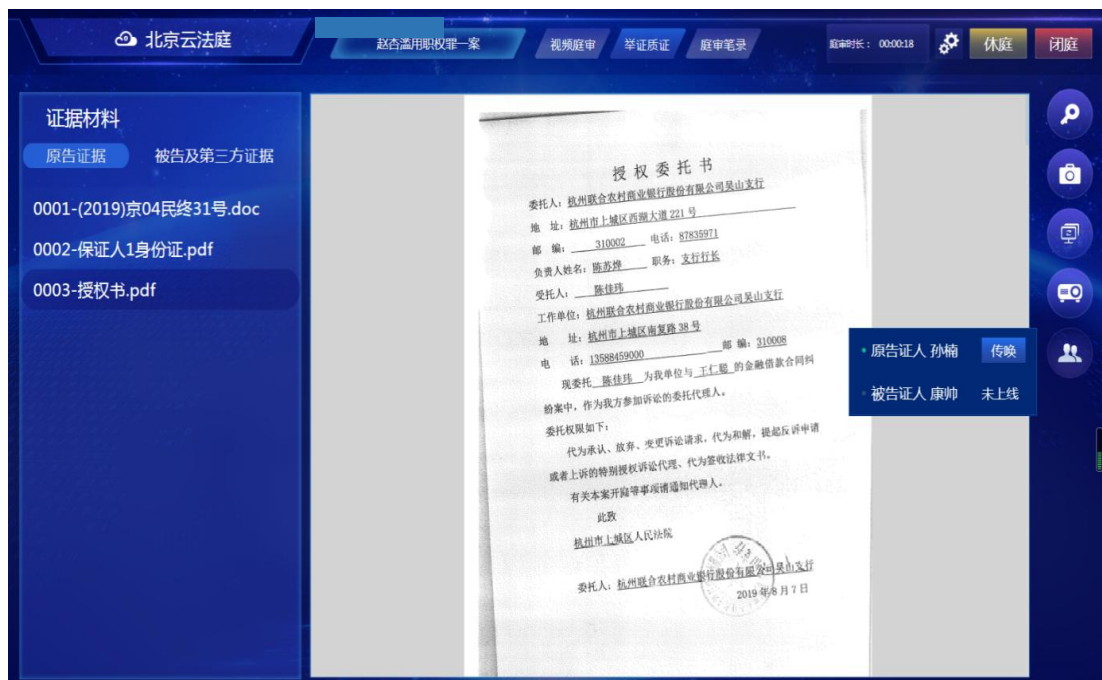 北京云法庭
赵杏滥用职权罪一案
视频庭审
举证质证
庭审笔录
庭审时长： 00:00:18
休庭
闭庭
证据材料
原告证据
被告及第三方证据
0001-(2019)京04民终31号.doc
0002-保证人1身份证.pdf
0003-授权书.pdf
授权委托书
委托人：杭州联合农村商业银行股份有限公司吴山支行
地 址：杭州市上城区西湖大道 221 号
邮 编： 310002 电话：87835971
负责人姓名：陈苏烨 职务：支行行长
受托人： 陈佳玮
工作单位：杭州联合农村商业银行股份有限公司吴山支行
地 址：杭州市上城区南复路 38 号
电 话：13588459000 邮 编：310008
现委托 陈佳玮 为我单位与 王仁聪 的金融借款合同纠
纷案中，作为我方参加诉讼的委托代理人。
委托权限如下：
代为承认、放弃、变更诉讼请求，代为和解，提起反诉申请
或者上诉的特别授权诉讼代理、代为签收法律文书。
有关本案开庭等事项请通知代理人。
此致
杭州市上城区人民法院
委托人：杭州联合农村商业银行股份有限公司吴山支行
2019 年 8 月 7 日
原告证人 孙楠 传唤
被告证人 康帅 未上线